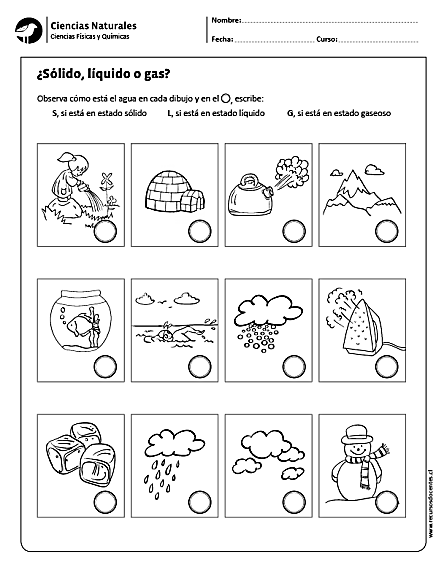 Ciencias Naturales
Ciencias Físicas y Químicas
Nombre:
Fecha: Curso:
¿Sólido, líquido o gas?
Observa cómo está el agua en cada dibujo y en el , escribe:
S, si está en estado sólido L, si está en estado líquido G, si está en estado gaseoso
www.recursosdocentes.cl